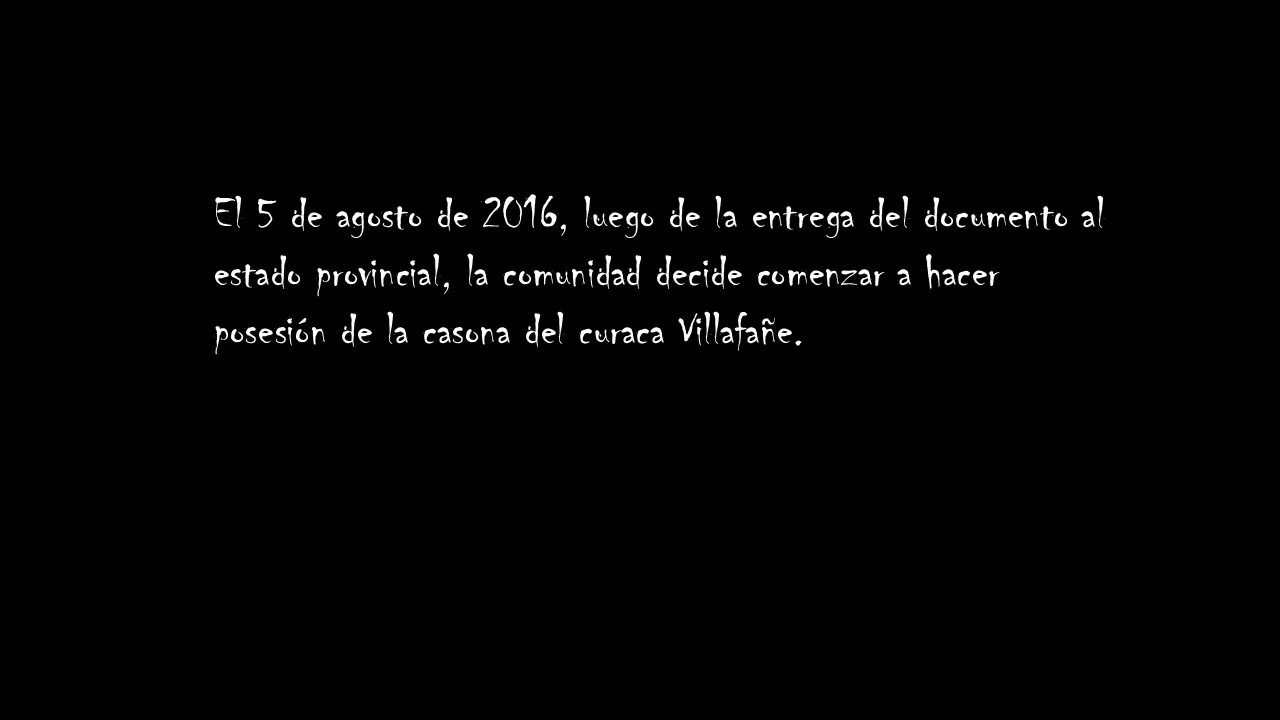 El 5 de agosto de 2016, luego de la entrega del documento al
estado provincial, la comunidad decide comenzar a hacer
posesión de la casona del curaca Villafañe.